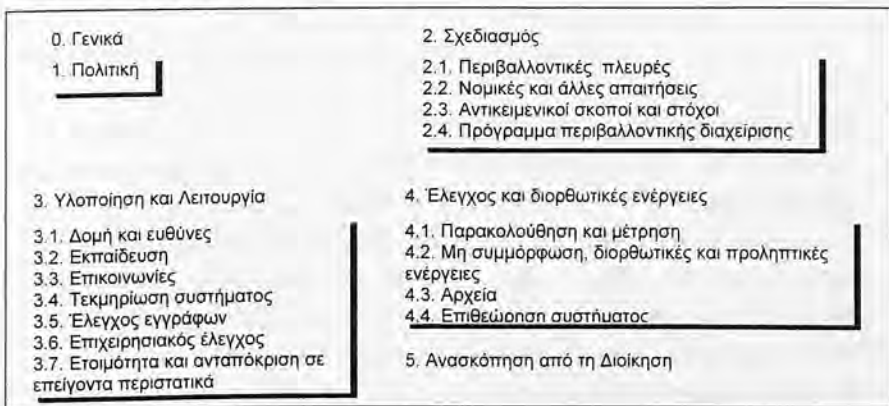 0. Γενικά
1. Πολιτική
2. Σχεδιασμός
2.1. Περιβαλλοντικές πλευρές
2.2. Νομικές και άλλες απαιτήσεις
2.3. Αντικειμενικοί σκοποί και στόχοι
2.4. Πρόγραμμα περιβαλλοντικής διαχείρισης
3. Υλοποίηση και Λειτουργία
3.1. Δομή και ευθύνες
3.2. Εκπαίδευση
3.3. Επικοινωνίες
3.4. Τεκμηρίωση συστήματος
3.5. Έλεγχος εγγράφων
3.6. Επιχειρησιακός έλεγχος
3.7. Ετοιμότητα και ανταπόκριση σε
επείγοντα περιστατικά
4. Έλεγχος και διορθωτικές ενέργειες
4.1. Παρακολούθηση και μέτρηση
4.2. Μη συμμόρφωση, διορθωτικές και προληπτικές
ενέργειες
4.3. Αρχεία
4.4. Επιθεώρηση συστήματος
5. Ανασκόπηση από τη Διοίκηση